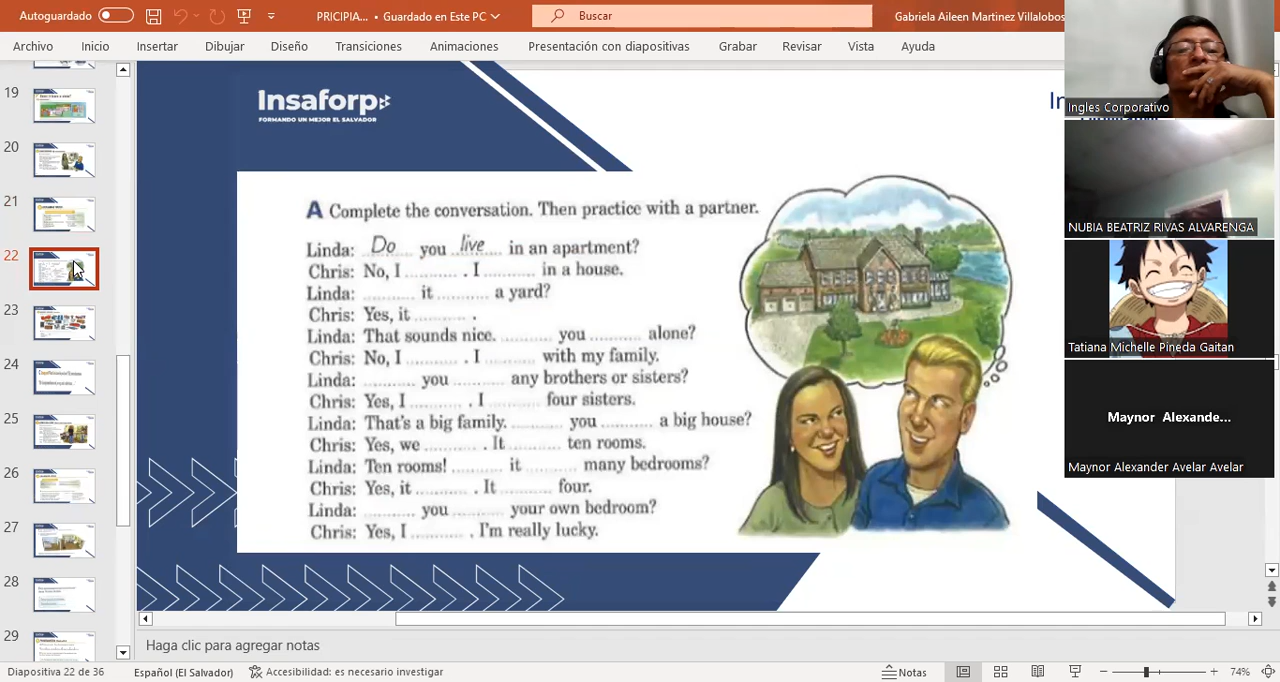 Autoguardado
PRICIPIA... • Guardado en Este PC
Buscar
Gabriela Aileen Martinez Villalobos
Archivo Inicio Insertar Dibujar Diseño Transiciones Animaciones Presentación con diapositivas Grabar Revisar Vista Ayuda
19
20
21
22
23
24
25
26
27
28
29
Insaforp
FORMANDO UN MEJOR EL SALVADOR
A Complete the conversation. Then practice with a partner.
Linda: Do you live in an apartment?
Chris: No, I .......... . I .......... in a house.
Linda: .......... it .......... a yard?
Chris: Yes, it .......... .
Linda: That sounds nice. .......... you .......... alone?
Chris: No, I .......... . I .......... with my family.
Linda: .......... you .......... any brothers or sisters?
Chris: Yes, I .......... . I .......... four sisters.
Linda: That's a big family. .......... you .......... a big house?
Chris: Yes, we .......... . It .......... ten rooms.
Linda: Ten rooms! .......... it .......... many bedrooms?
Chris: Yes, it .......... . It .......... four.
Linda: .......... you .......... your own bedroom?
Chris: Yes, I .......... . I'm really lucky.
Ingles Corporativo
NUBIA BEATRIZ RIVAS ALVARENGA
Tatiana Michelle Pineda Gaitan
Maynor Alexande...
Maynor Alexander Avelar Avelar
Haga clic para agregar notas
Diapositiva 22 de 36 Español (El Salvador) Accesibilidad: es necesario investigar Notas 74%